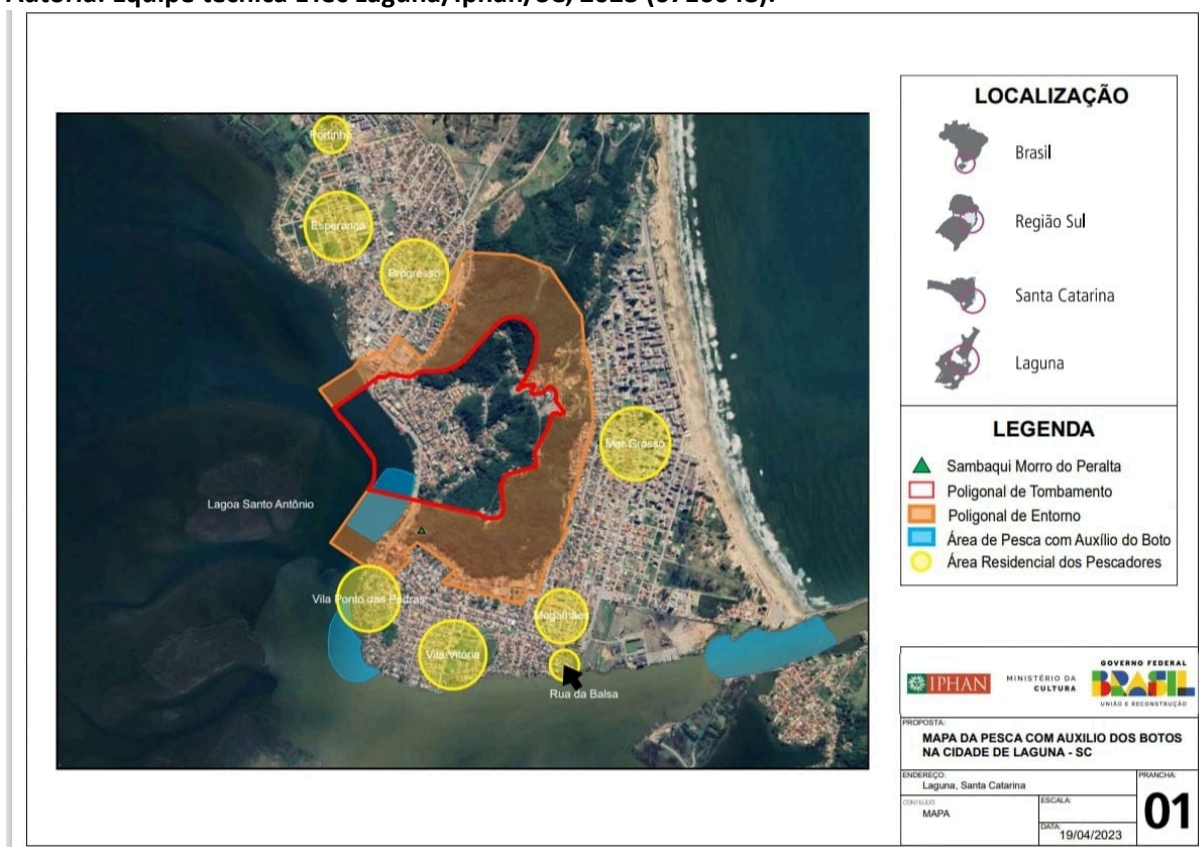 Autoria: Equipe técnica ETec Laguna/Iphan/SC, 2023 (6716643).
Portinho
Esperança
Progresso
Mar Grosso
Lagoa Santo Antônio
Vila Ponto das Pedras
Magalhães
Vila Vitória
Rua da Balsa
LOCALIZAÇÃO
Brasil
Região Sul
Santa Catarina
Laguna
LEGENDA
Sambaqui Morro do Peralta
Poligonal de Tombamento
Poligonal de Entorno
Área de Pesca com Auxílio do Boto
Área Residencial dos Pescadores
IPHAN
MINISTÉRIO DA
CULTURA
GOVERNO FEDERAL
BRASIL
UNIÃO E RECONSTRUÇÃO
PROPOSTA:
MAPA DA PESCA COM AUXILIO DOS BOTOS
NA CIDADE DE LAGUNA - SC
ENDEREÇO:
Laguna, Santa Catarina
CONTEÚDO
MAPA
ESCALA:
DATA:
19/04/2023
PRANCHA:
01